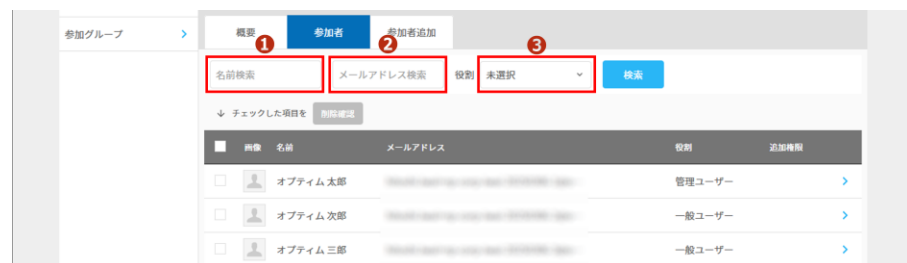 参加グループ
概要 参加者 参加者追加
1 2 3
名前検索 メールアドレス検索 役割 未選択 検索
チェックした項目を 削除確認
画像 名前 メールアドレス 役割 追加権限
オプティム 太郎 管理ユーザー
オプティム 次郎 一般ユーザー
オプティム 三郎 一般ユーザー